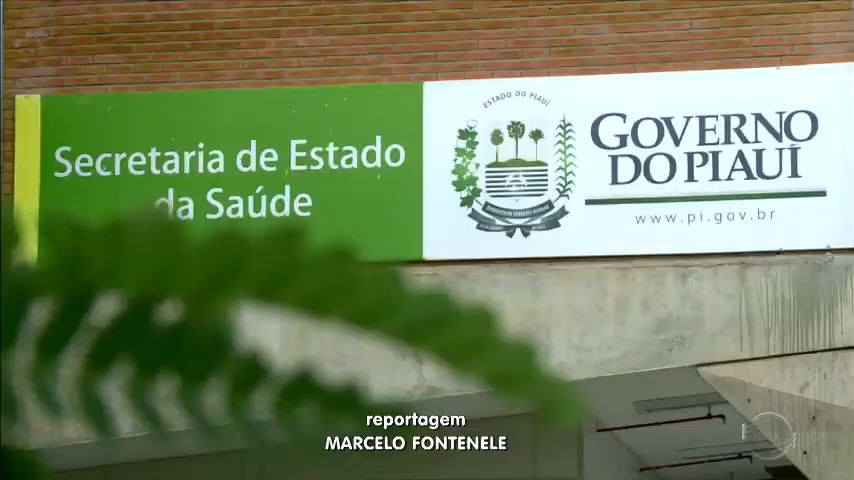 Secretaria de Estado
da Saúde
ESTADO DO PIAUÍ
GOVERNO
DO PIAUÍ
www.pi.gov.br
reportagem
MARCELO FONTENELE